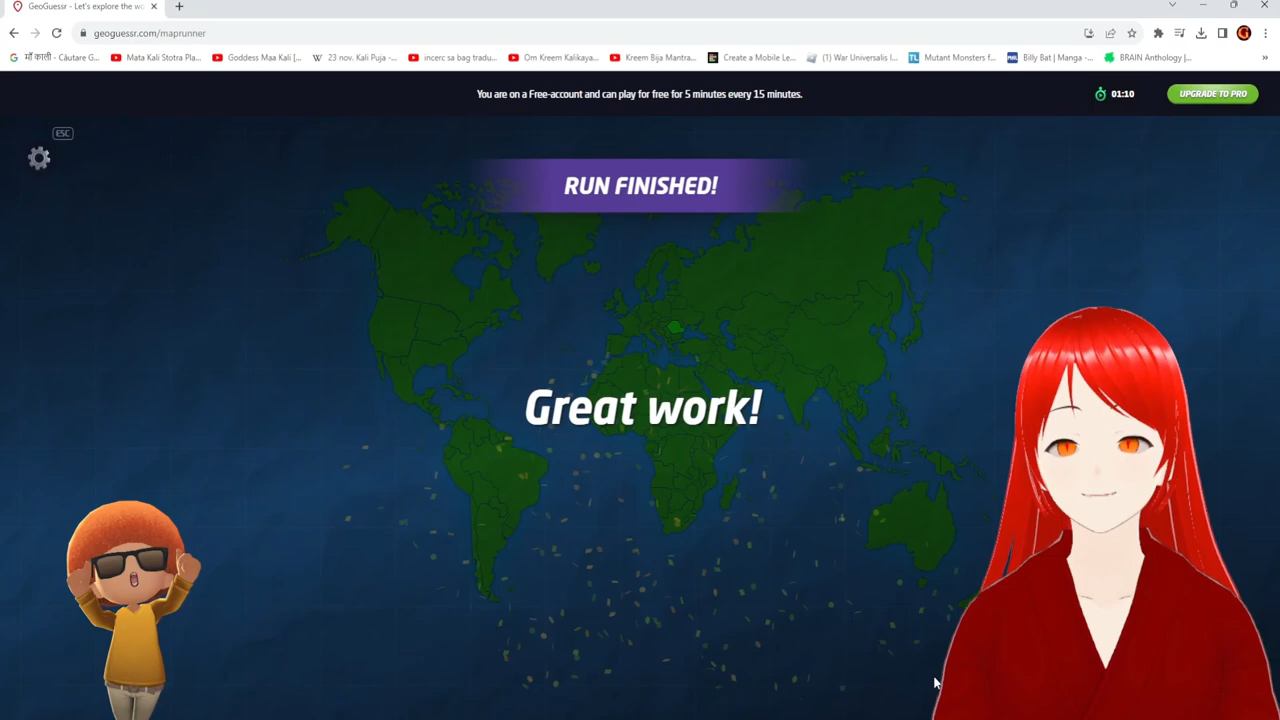 GeoGuessr - Let's explore the wo
geoguessr.com/maprunner
माँ काली - Căutare G...
Mata Kali Stotra Pla...
Goddess Maa Kali [...
23 nov. Kali Puja -...
incerc sa bag tradu...
Om Kreem Kalikaya...
Kreem Bija Mantra...
Create a Mobile Le...
(1) War Universalis I...
Mutant Monsters f...
Billy Bat | Manga -...
BRAIN Anthology |...
»
You are on a Free-account and can play for free for 5 minutes every 15 minutes.
01:10
UPGRADE TO PRO
ESC
RUN FINISHED!
Great work!